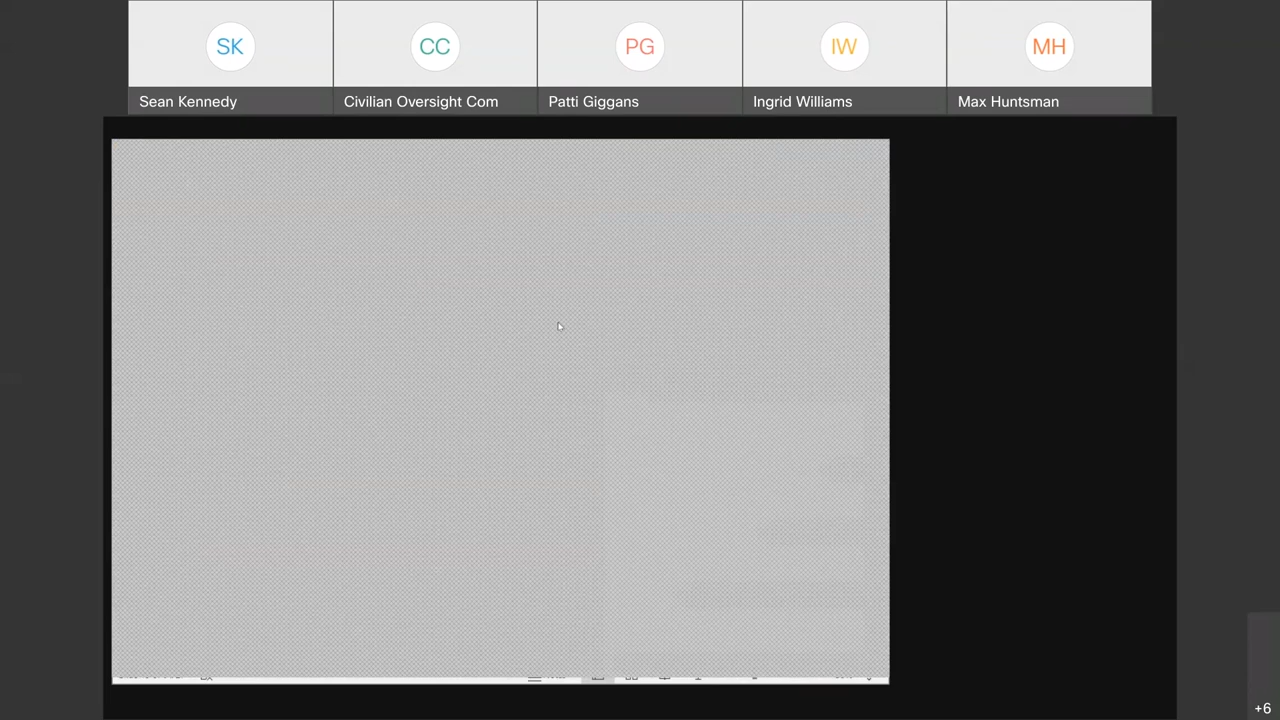 SK CC PG IW MH
Sean Kennedy Civilian Oversight Com Patti Giggans Ingrid Williams Max Huntsman
+6